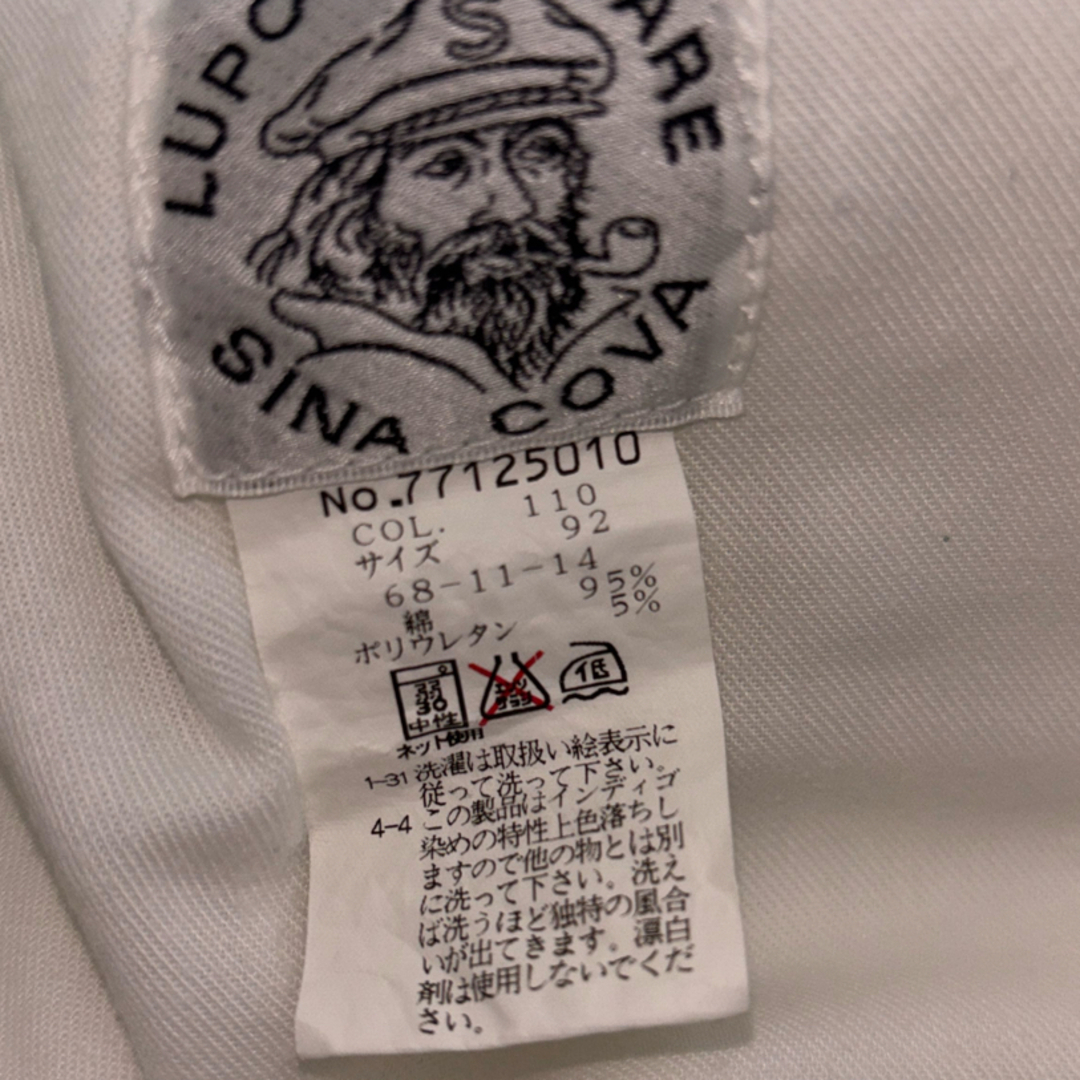 LUPO
ARE
S
SINA COVA
No.77125010
COL. 110
サイズ 92
68-11-14
綿 95%
ポリウレタン 5%
弱
30
中性
エンソ
サラシ
低
ネット使用
1-31 洗濯は取扱い絵表示に
従って洗って下さい。
4-4 この製品はインディゴ
染めの特性上色落ちし
ますので他の物とは別
に洗って下さい。洗え
ば洗うほど独特の風合
いが出てきます。漂白
剤は使用しないでくだ
さい。